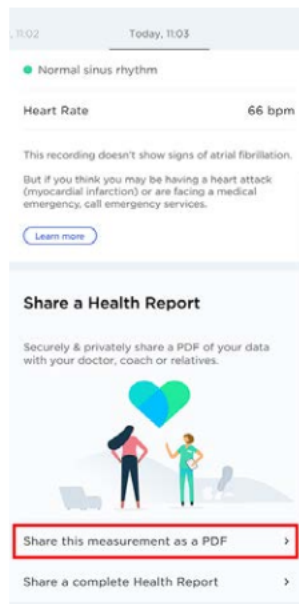 , 11:02
Today, 11:03
Normal sinus rhythm
Heart Rate 66 bpm
This recording doesn't show signs of atrial fibrillation.
But if you think you may be having a heart attack
(myocardial infarction) or are facing a medical
emergency, call emergency services.
Learn more
Share a Health Report
Securely & privately share a PDF of your data
with your doctor, coach or relatives.
Share this measurement as a PDF
Share a complete Health Report